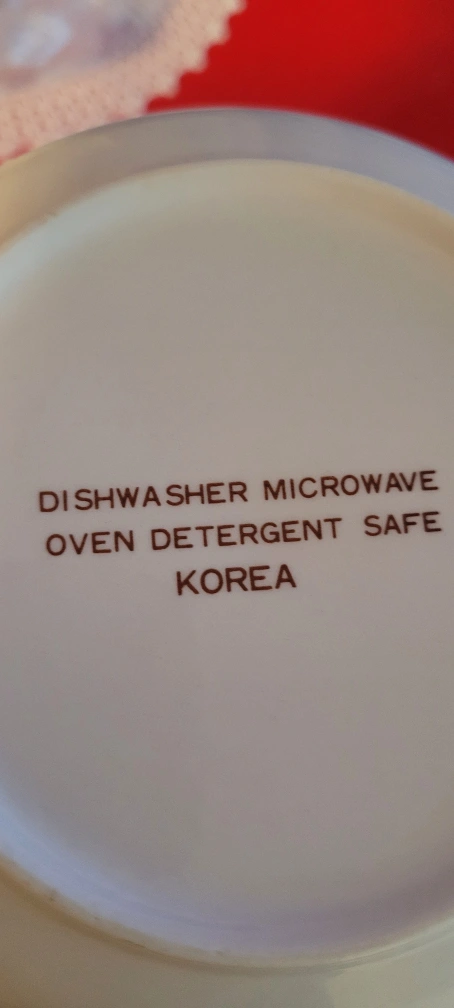 DISHWASHER MICROWAVE
OVEN DETERGENT SAFE
KOREA